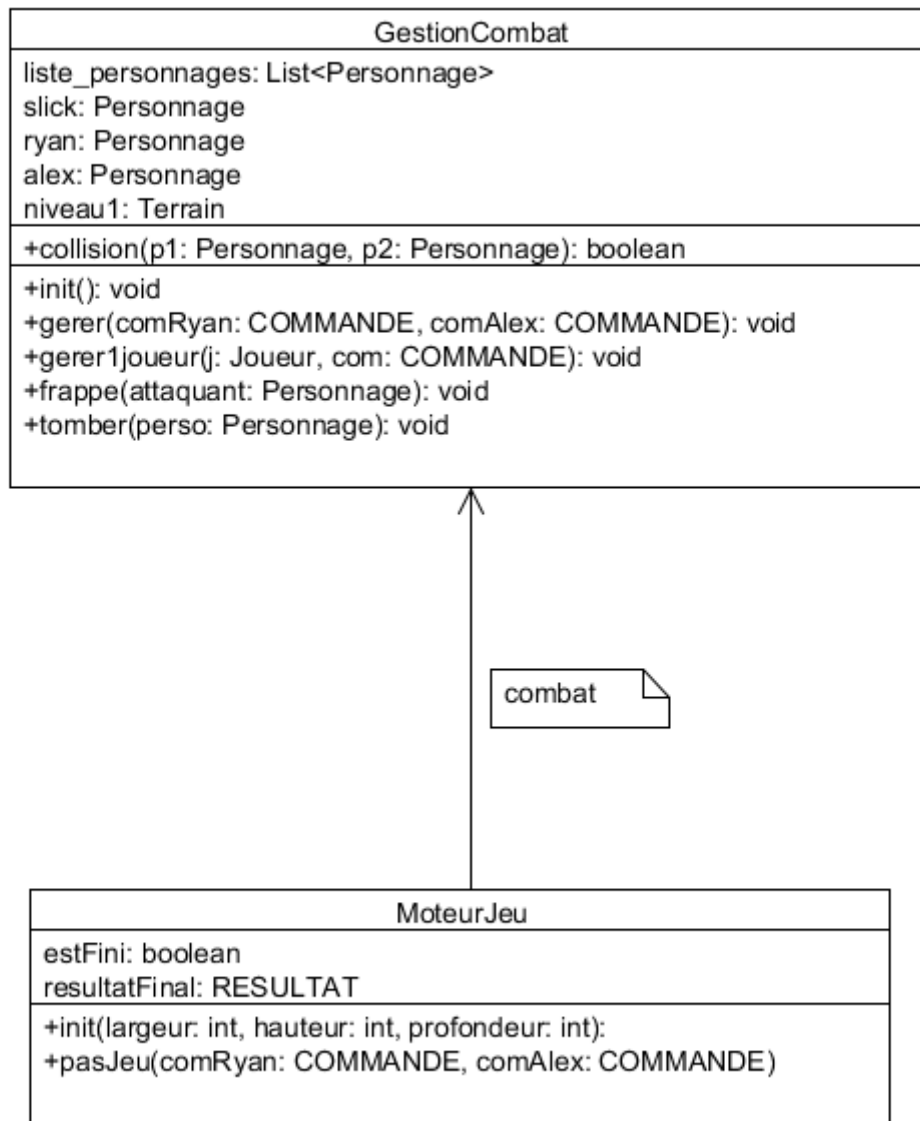 GestionCombat
liste_personnages: List<Personnage>
slick: Personnage
ryan: Personnage
alex: Personnage
niveau1: Terrain
+collision(p1: Personnage, p2: Personnage): boolean
+init(): void
+gerer(comRyan: COMMANDE, comAlex: COMMANDE): void
+gerer1joueur(j: Joueur, com: COMMANDE): void
+frappe(attaquant: Personnage): void
+tomber(perso: Personnage): void
combat
MoteurJeu
estFini: boolean
resultatFinal: RESULTAT
+init(largeur: int, hauteur: int, profondeur: int):
+pasJeu(comRyan: COMMANDE, comAlex: COMMANDE)